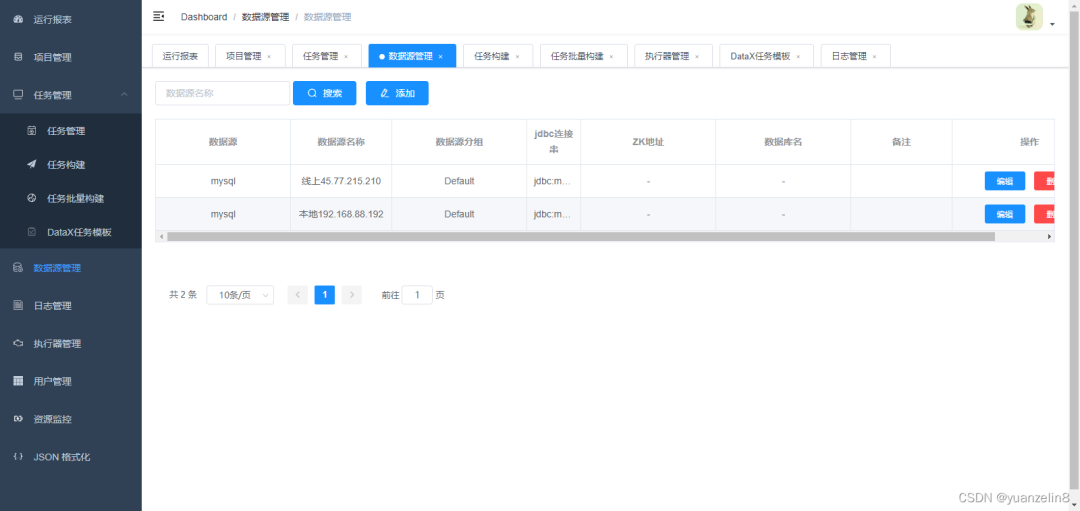 运行报表
项目管理
任务管理
任务管理
任务构建
任务批量构建
DataX任务模板
数据源管理
日志管理
执行器管理
用户管理
资源监控
JSON 格式化
Dashboard / 数据源管理 / 数据源管理
运行报表 项目管理 × 任务管理 × 数据源管理 × 任务构建 × 任务批量构建 × 执行器管理 × DataX任务模板 × 日志管理 ×
数据源名称 搜索 添加
数据源 数据源名称 数据源分组 jdbc连接串 ZK地址 数据库名 备注 操作
mysql 线上45.77.215.210 Default jdbc:m... - - 编辑
mysql 本地192.168.88.192 Default jdbc:m... - - 编辑
共 2 条 10条/页 1 前往 1 页
CSDN @yuanzelin8